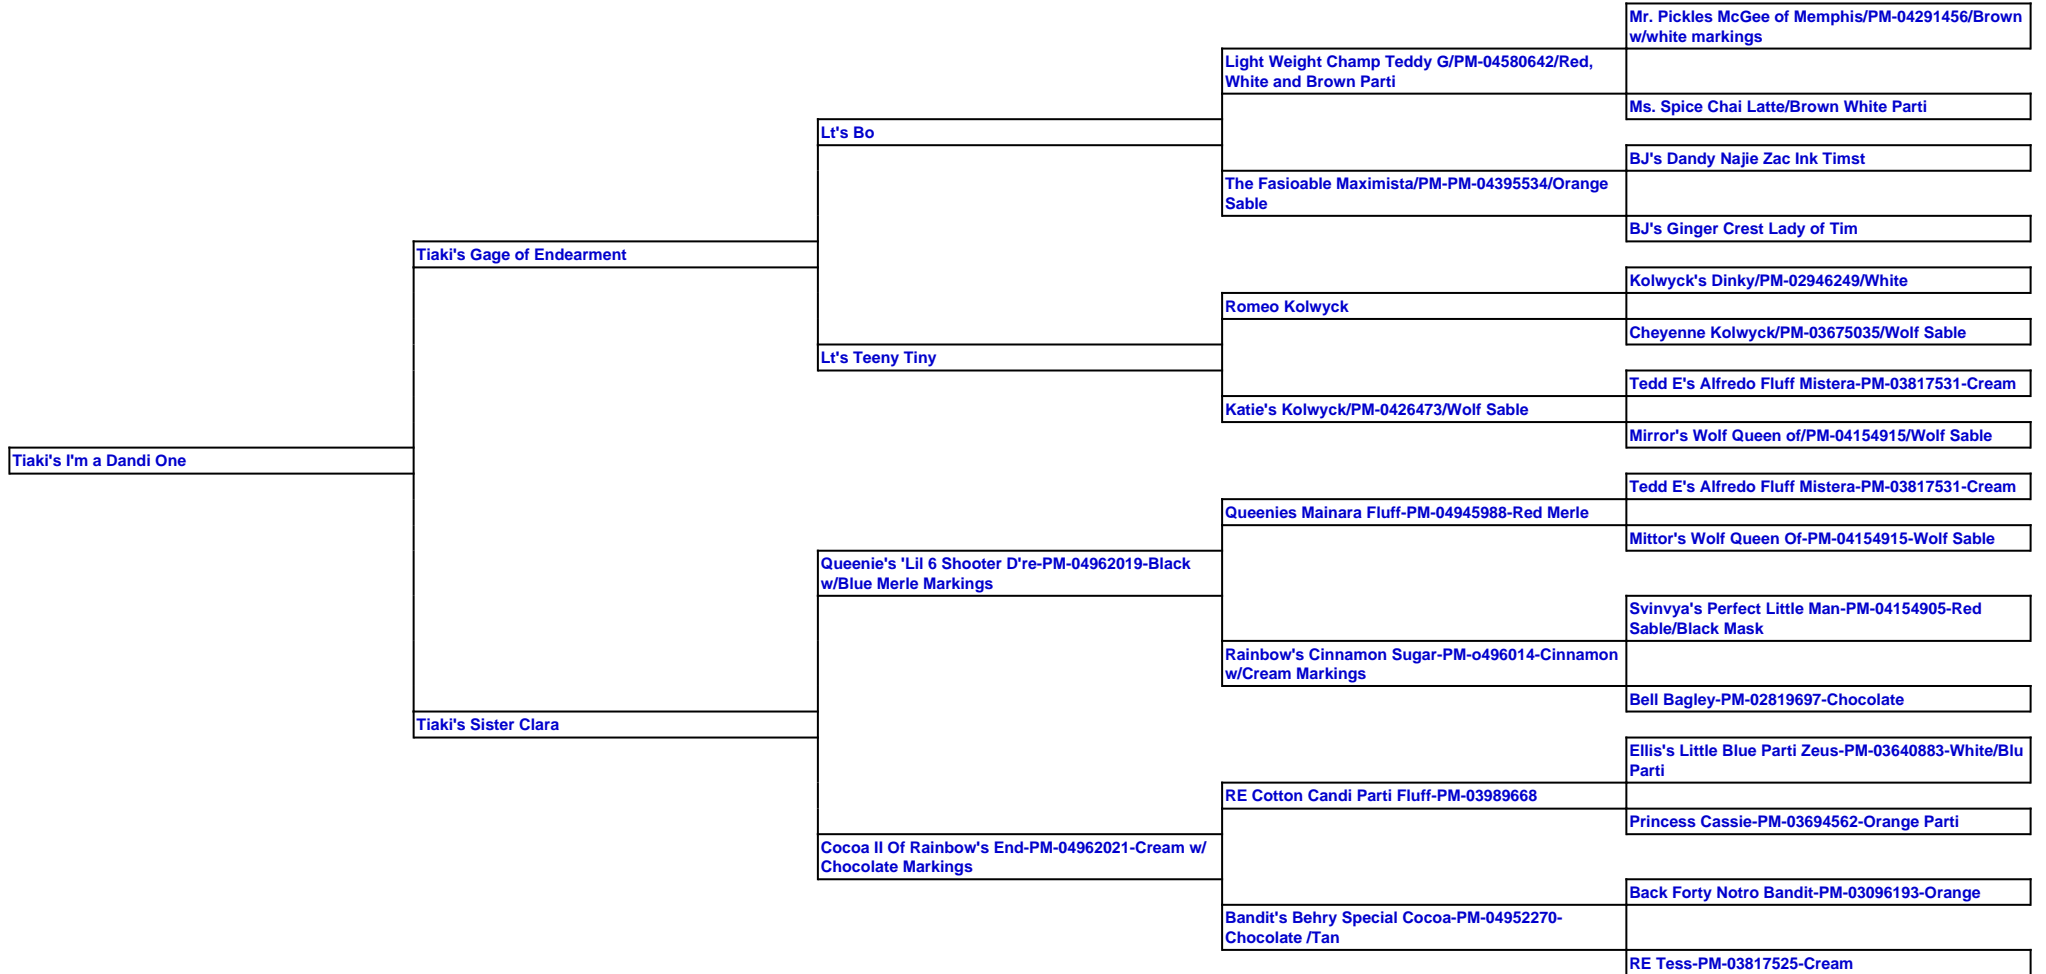 Mr. Pickles McGee of Memphis/PM-04291456/Brown
w/white markings
Light Weight Champ Teddy G/PM-04580642/Red,
White and Brown Parti
Ms. Spice Chai Latte/Brown White Parti
Lt's Bo
BJ's Dandy Najie Zac Ink Timst
The Fasioable Maximista/PM-PM-04395534/Orange
Sable
BJ's Ginger Crest Lady of Tim
Tiaki's Gage of Endearment
Kolwyck's Dinky/PM-02946249/White
Romeo Kolwyck
Cheyenne Kolwyck/PM-03675035/Wolf Sable
Lt's Teeny Tiny
Tedd E's Alfredo Fluff Mistera-PM-03817531-Cream
Katie's Kolwyck/PM-0426473/Wolf Sable
Mirror's Wolf Queen of/PM-04154915/Wolf Sable
Tiaki's I'm a Dandi One
Tedd E's Alfredo Fluff Mistera-PM-03817531-Cream
Queenies Mainara Fluff-PM-04945988-Red Merle
Mittor's Wolf Queen Of-PM-04154915-Wolf Sable
Queenie's 'Lil 6 Shooter D're-PM-04962019-Black
w/Blue Merle Markings
Svinvya's Perfect Little Man-PM-04154905-Red
Sable/Black Mask
Rainbow's Cinnamon Sugar-PM-o496014-Cinnamon
w/Cream Markings
Bell Bagley-PM-02819697-Chocolate
Tiaki's Sister Clara
Ellis's Little Blue Parti Zeus-PM-03640883-White/Blu
Parti
RE Cotton Candi Parti Fluff-PM-03989668
Princess Cassie-PM-03694562-Orange Parti
Cocoa II Of Rainbow's End-PM-04962021-Cream w/
Chocolate Markings
Back Forty Notro Bandit-PM-03096193-Orange
Bandit's Behry Special Cocoa-PM-04952270-
Chocolate /Tan
RE Tess-PM-03817525-Cream